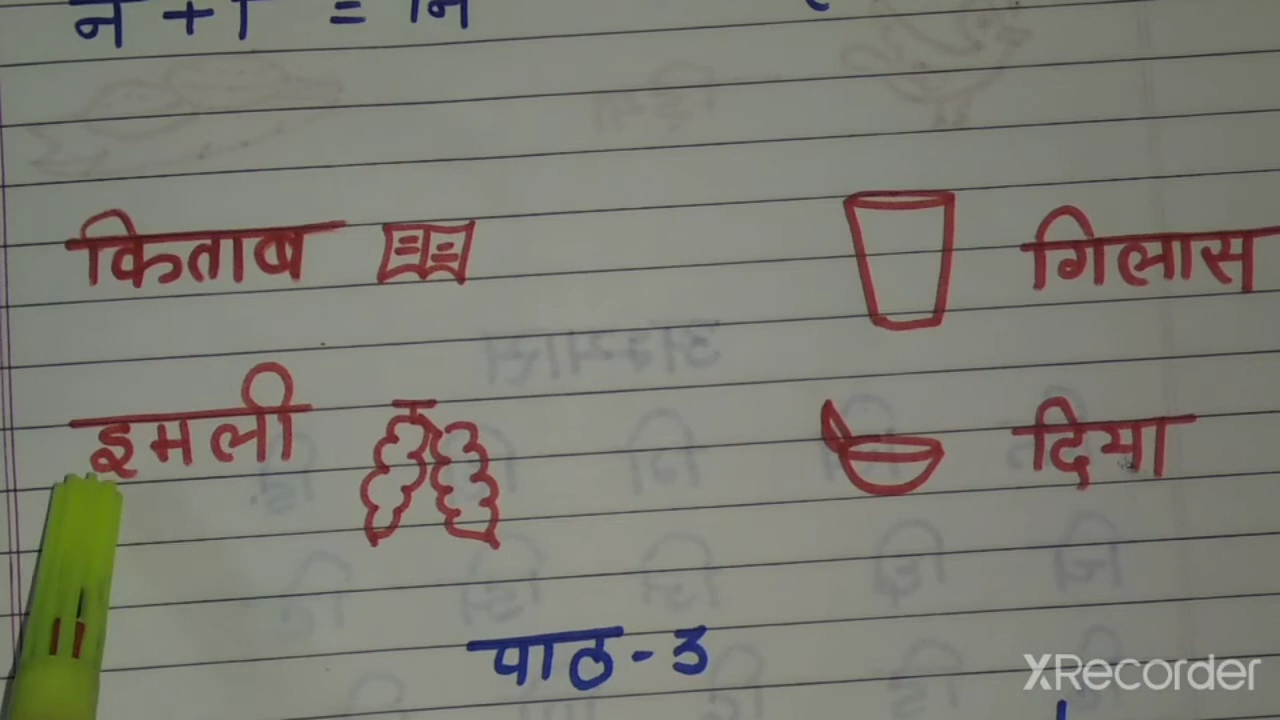 न + ि = नि
किताब गिलास
इमली दिया
पाठ - 3
XRecorder